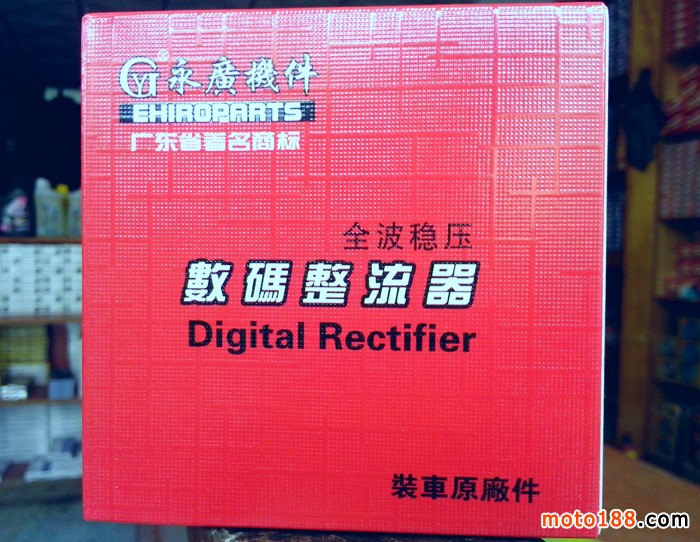 GYI®永廣機件
EHIROPARTS
广东省著名商标
全波稳压
數碼整流器
Digital Rectifier
裝車原廠件
moto188.com